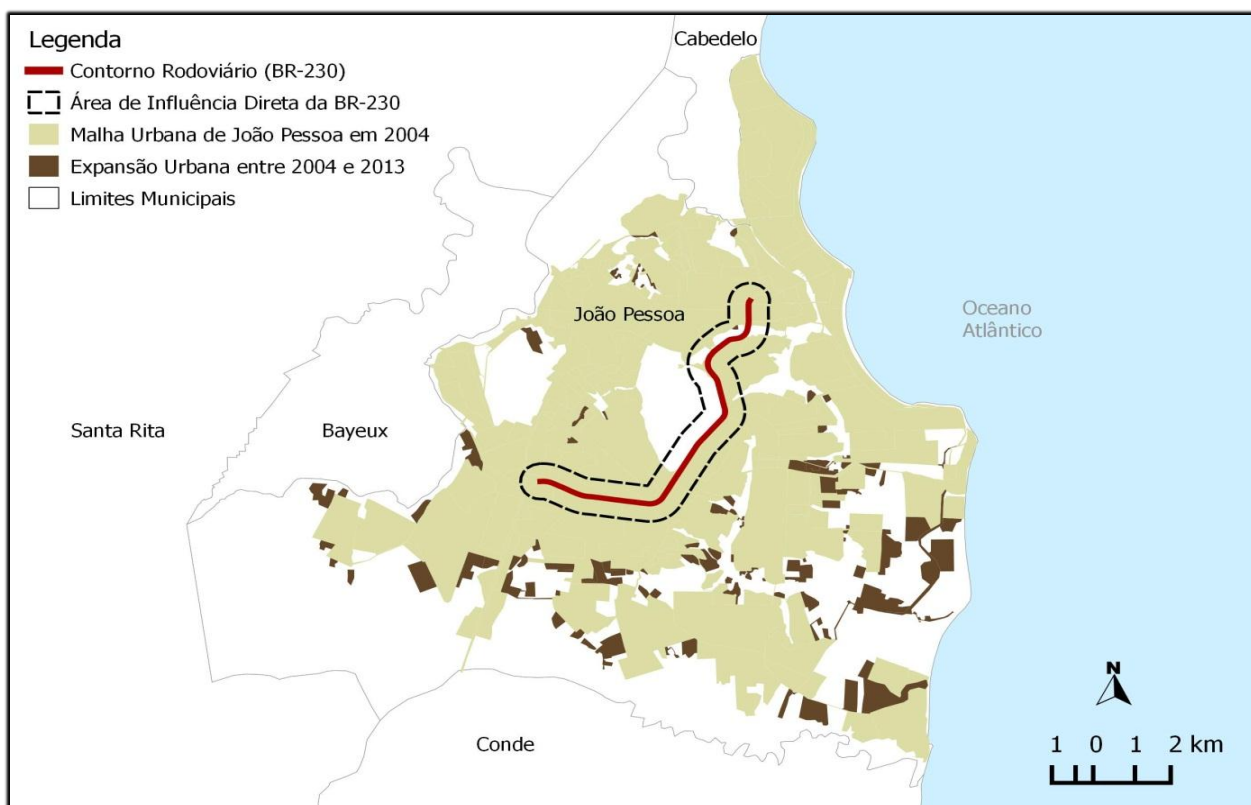 Legenda
Contorno Rodoviário (BR-230)
Área de Influência Direta da BR-230
Malha Urbana de João Pessoa em 2004
Expansão Urbana entre 2004 e 2013
Limites Municipais
Cabedelo
João Pessoa
Oceano
Atlântico
Santa Rita
Bayeux
Conde
N
1 0 1 2 km